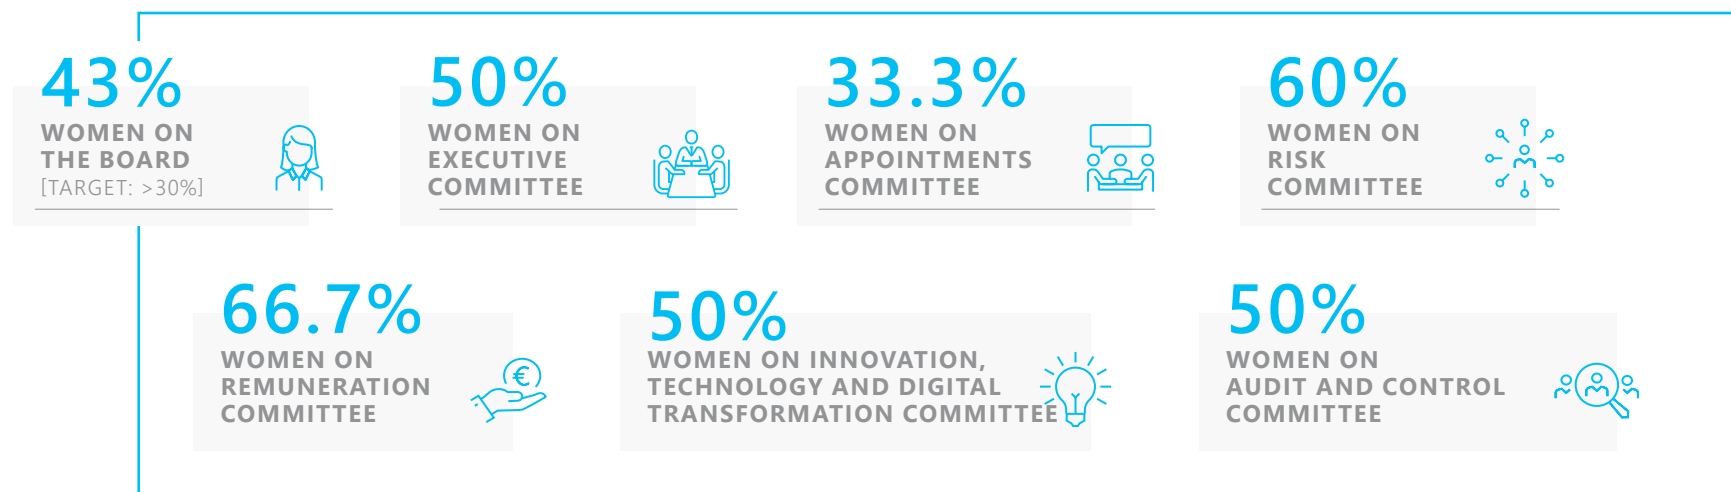 43%
WOMEN ON
THE BOARD
[TARGET: >30%]
50%
WOMEN ON
EXECUTIVE
COMMITTEE
33.3%
WOMEN ON
APPOINTMENTS
COMMITTEE
60%
WOMEN ON
RISK
COMMITTEE
66.7%
WOMEN ON
REMUNERATION
COMMITTEE
€
50%
WOMEN ON INNOVATION,
TECHNOLOGY AND DIGITAL
TRANSFORMATION COMMITTEE
50%
WOMEN ON
AUDIT AND CONTROL
COMMITTEE